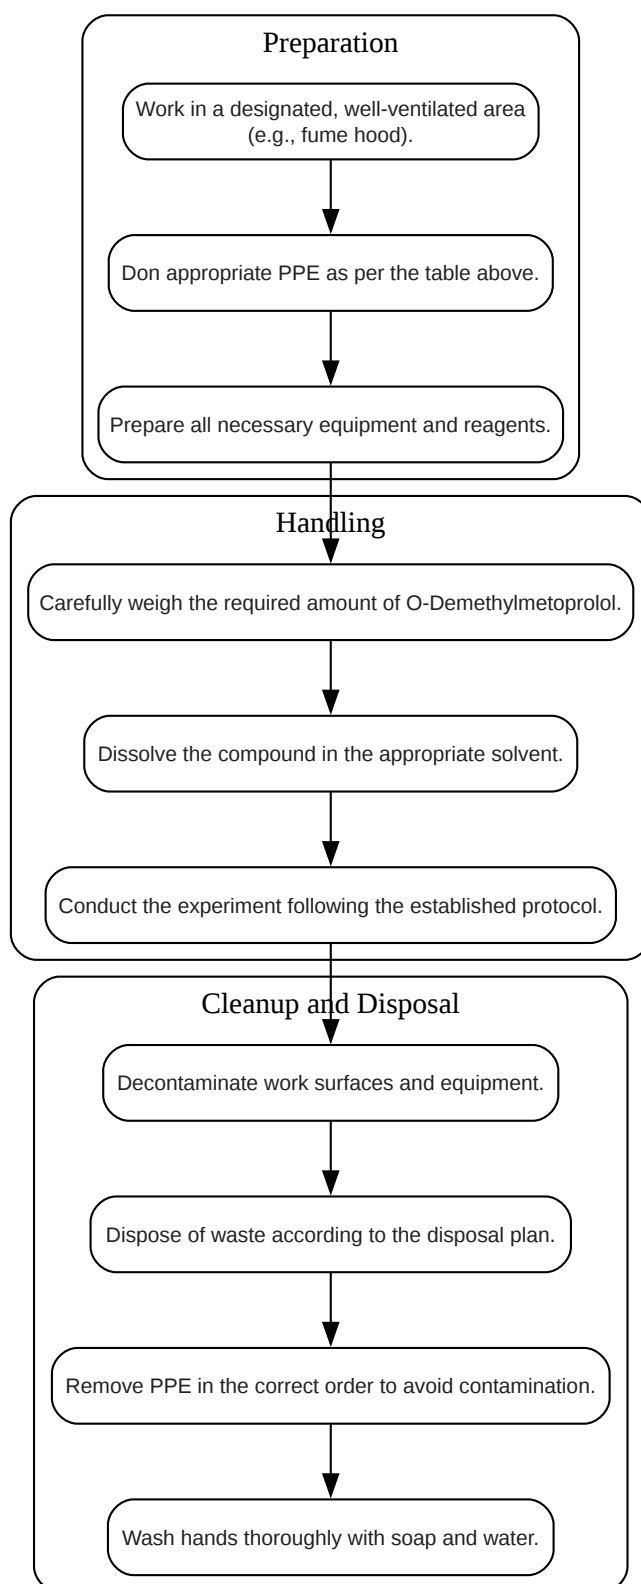 Preparation
Work in a designated, well-ventilated area
(e.g., fume hood).
Don appropriate PPE as per the table above.
Prepare all necessary equipment and reagents.
Handling
Carefully weigh the required amount of O-Demethylmetoprolol.
Dissolve the compound in the appropriate solvent.
Conduct the experiment following the established protocol.
Cleanup and Disposal
Decontaminate work surfaces and equipment.
Dispose of waste according to the disposal plan.
Remove PPE in the correct order to avoid contamination.
Wash hands thoroughly with soap and water.